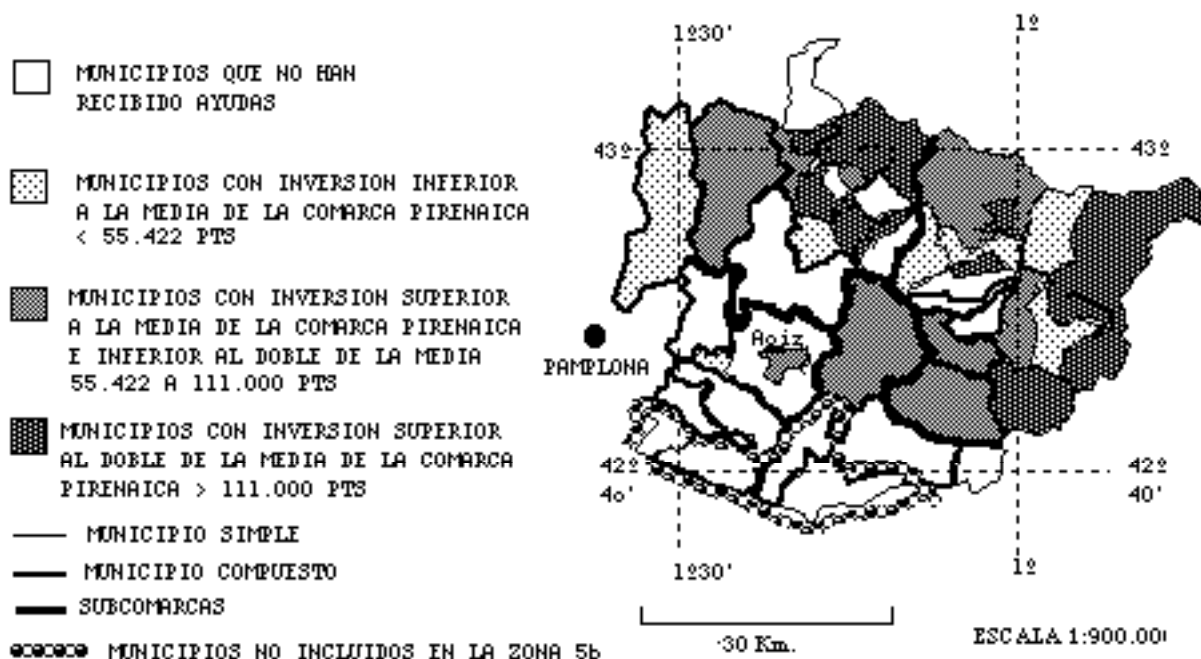 MUNICIPIOS QUE NO HAN
RECIBIDO AYUDAS
MUNICIPIOS CON INVERSION INFERIOR
A LA MEDIA DE LA COMARCA PIRENAICA
< 55.422 PTS
MUNICIPIOS CON INVERSION SUPERIOR
A LA MEDIA DE LA COMARCA PIRENAICA
E INFERIOR AL DOBLE DE LA MEDIA
55.422 A 111.000 PTS
MUNICIPIOS CON INVERSION SUPERIOR
AL DOBLE DE LA MEDIA DE LA COMARCA
PIRENAICA > 111.000 PTS
MUNICIPIO SIMPLE
MUNICIPIO COMPUESTO
SUBCOMARCAS
MUNICIPIOS NO INCLUIDOS EN LA ZONA 5b
1º30'
1º
43º
43º
Aoiz
PAMPLONA
42º
4o'
42º
40'
1º30'
1º
30 Km.
ESCALA 1:900.00